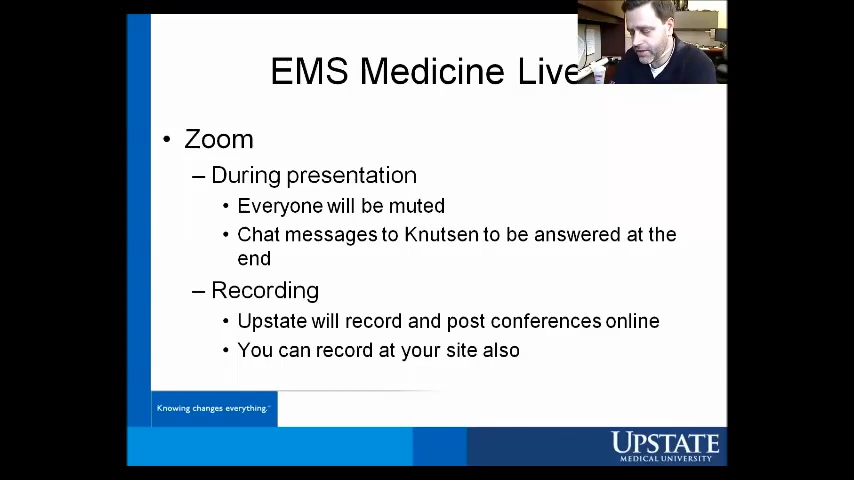 EMS Medicine Live
• Zoom
– During presentation
• Everyone will be muted
• Chat messages to Knutsen to be answered at the
end
– Recording
• Upstate will record and post conferences online
• You can record at your site also
Knowing changes everything.™
UPSTATE
MEDICAL UNIVERSITY